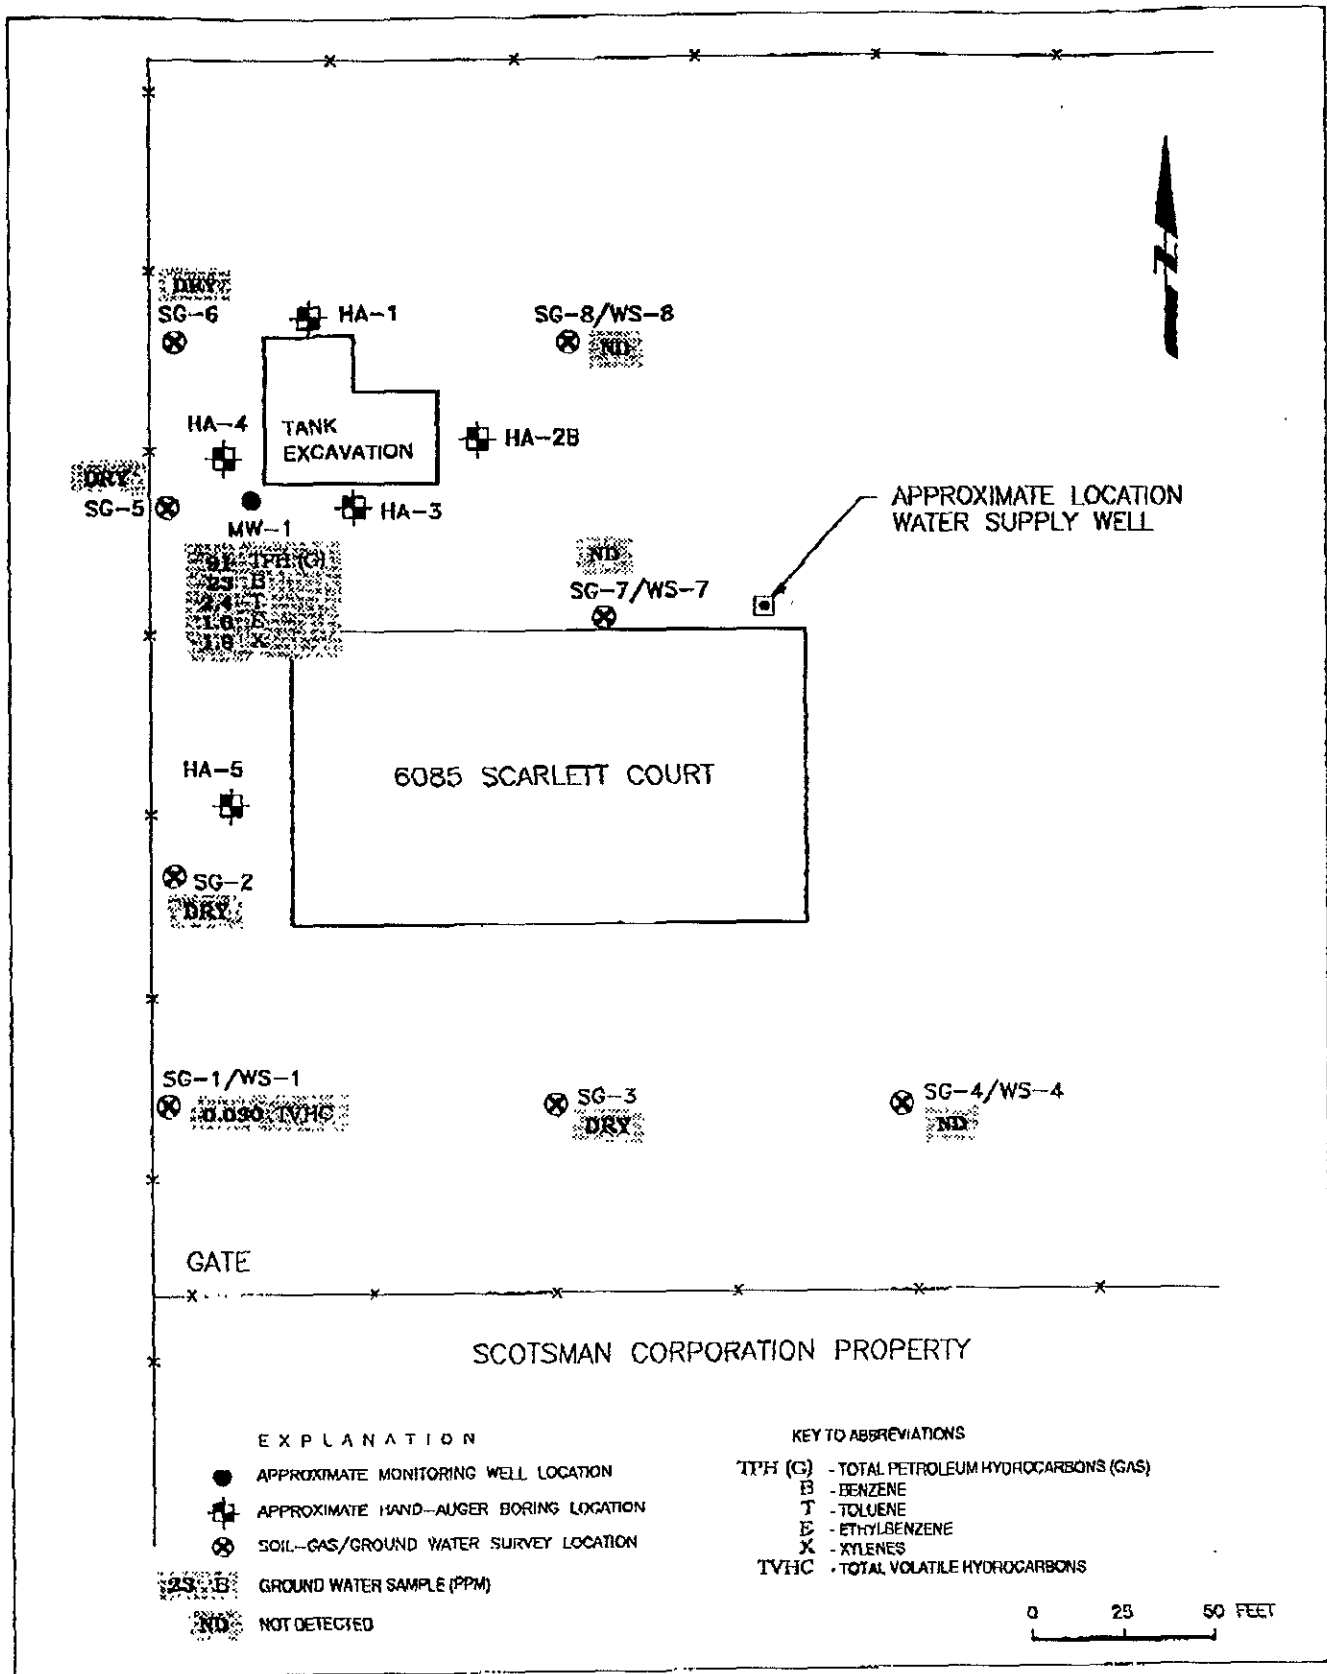 N
DRY
SG-6
HA-1
SG-8/WS-8
ND
HA-4
TANK
EXCAVATION
HA-2B
DRY
SG-5
MW-1
HA-3
APPROXIMATE LOCATION
WATER SUPPLY WELL
91 TPH (G)
23 B
2.4 T
E
X
ND
SG-7/WS-7
HA-5
6085 SCARLETT COURT
SG-2
DRY
SG-1/WS-1
0.030 TVHC
SG-3
DRY
SG-4/WS-4
ND
GATE
SCOTSMAN CORPORATION PROPERTY
EXPLANATION
APPROXIMATE MONITORING WELL LOCATION
APPROXIMATE HAND-AUGER BORING LOCATION
SOIL-GAS/GROUND WATER SURVEY LOCATION
23 B GROUND WATER SAMPLE (PPM)
ND NOT DETECTED
KEY TO ABBREVIATIONS
TPH (G) - TOTAL PETROLEUM HYDROCARBONS (GAS)
B - BENZENE
T - TOLUENE
E - ETHYLBENZENE
X - XYLENES
TVHC - TOTAL VOLATILE HYDROCARBONS
0 25 50 FEET